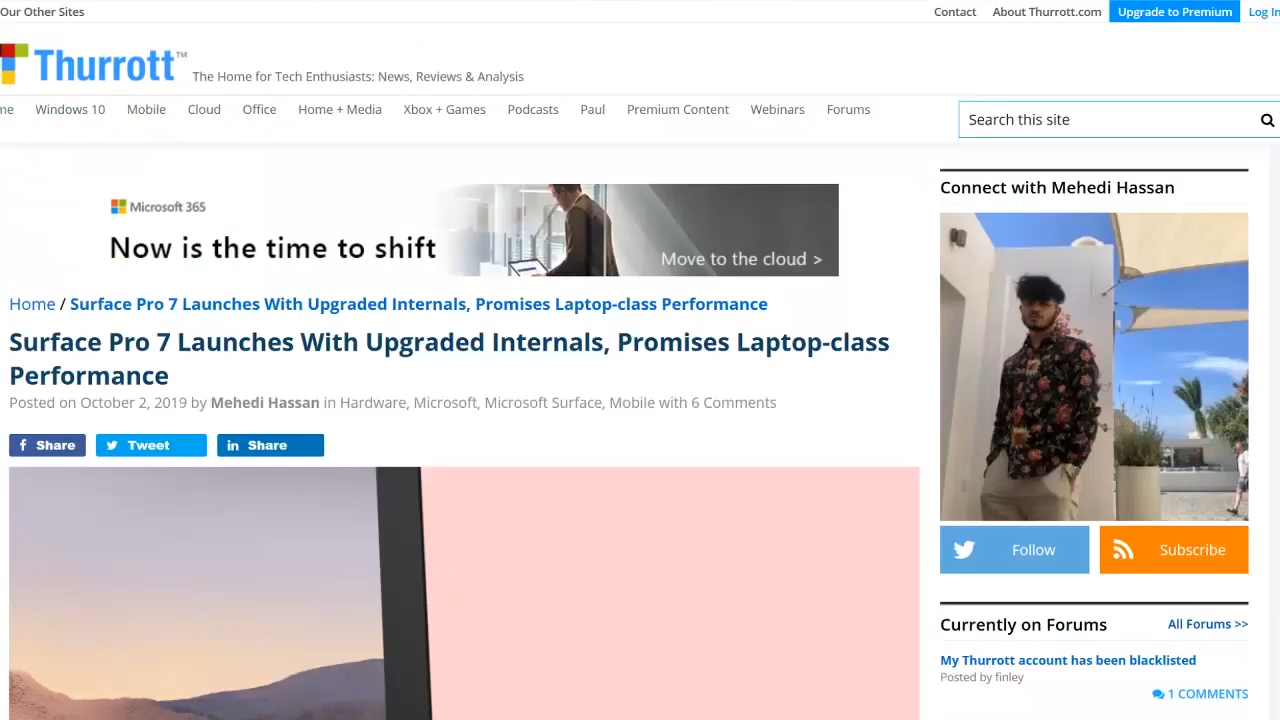 Our Other Sites
Contact About Thurrott.com Upgrade to Premium Log In
Thurrott™ The Home for Tech Enthusiasts: News, Reviews & Analysis
Windows 10 Mobile Cloud Office Home + Media Xbox + Games Podcasts Paul Premium Content Webinars Forums
Search this site
Microsoft 365
Now is the time to shift
Move to the cloud >
Home / Surface Pro 7 Launches With Upgraded Internals, Promises Laptop-class Performance
Surface Pro 7 Launches With Upgraded Internals, Promises Laptop-class
Performance
Posted on October 2, 2019 by Mehedi Hassan in Hardware, Microsoft, Microsoft Surface, Mobile with 6 Comments
Share Tweet Share
Connect with Mehedi Hassan
Follow Subscribe
Currently on Forums All Forums >>
My Thurrott account has been blacklisted
Posted by finley
1 COMMENTS